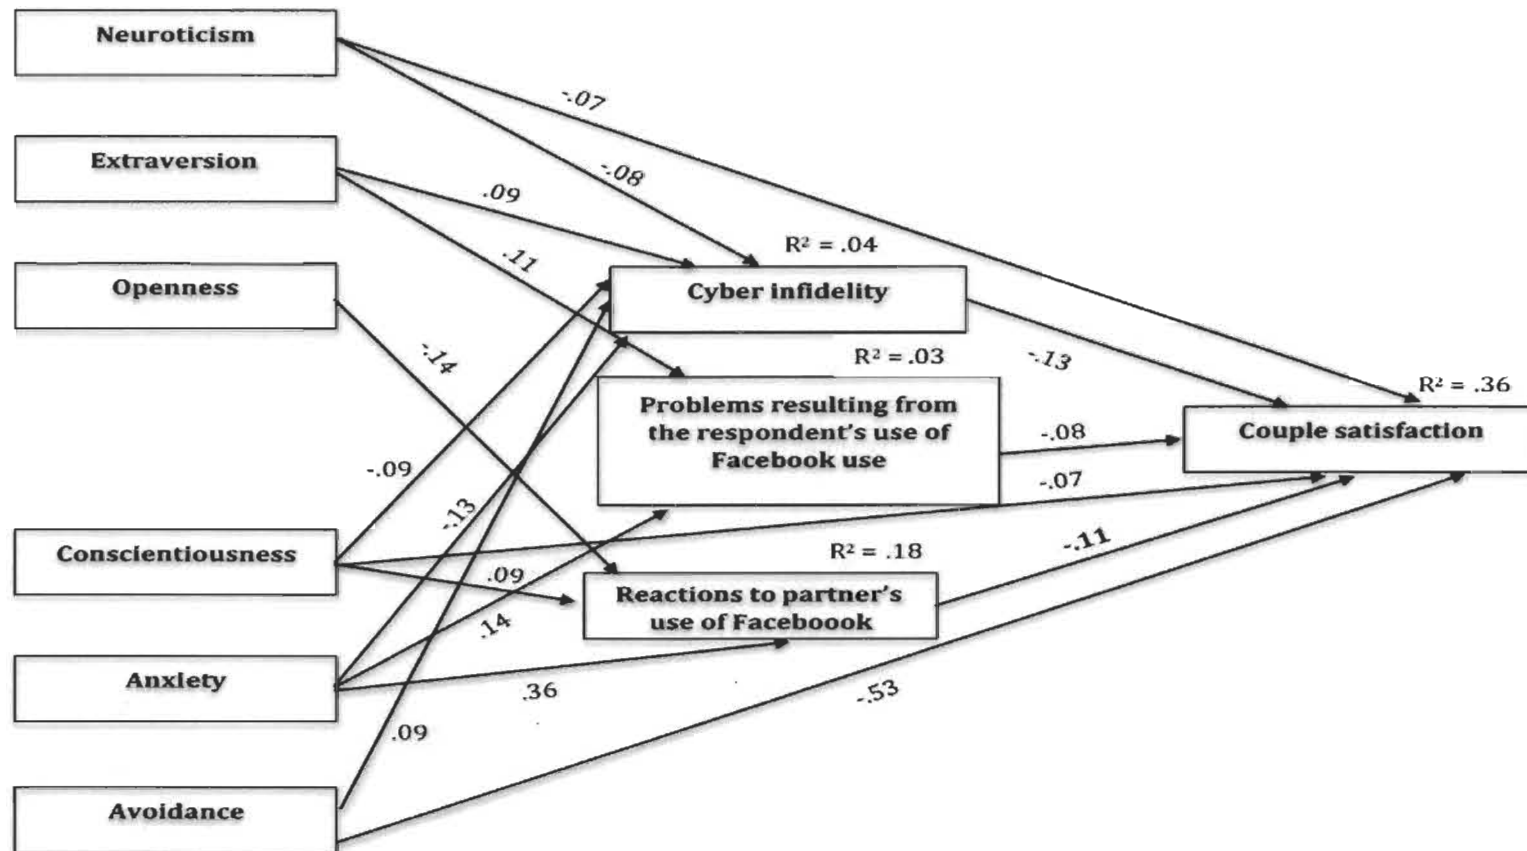 Neuroticism
-.07
Extraversion
-.08
.09
R² = .04
.11
Openness
Cyber infidelity
-.14
R² = .03
-.13
R² = .36
Problems resulting from
the respondent's use of
Facebook use
Couple satisfaction
-.08
-.09
-.07
-.13
Conscientiousness
R² = .18
-.11
.09
Reactions to partner's
use of Faceboook
.14
Anxiety
.36
-.53
.09
Avoidance